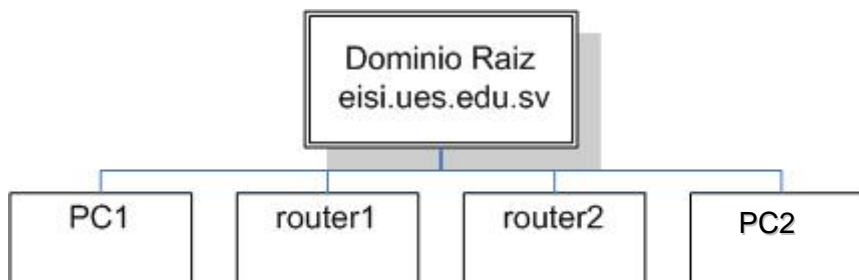 Dominio Raiz
eisi.ues.edu.sv
PC1
router1
router2
PC2